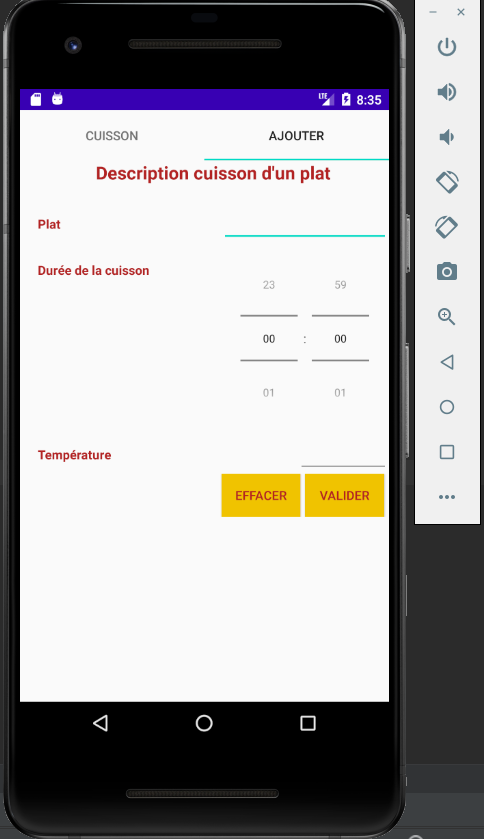 LTE 8:35
CUISSON AJOUTER
Description cuisson d'un plat
Plat
Durée de la cuisson
23 59
00 : 00
01 01
Température
EFFACER VALIDER